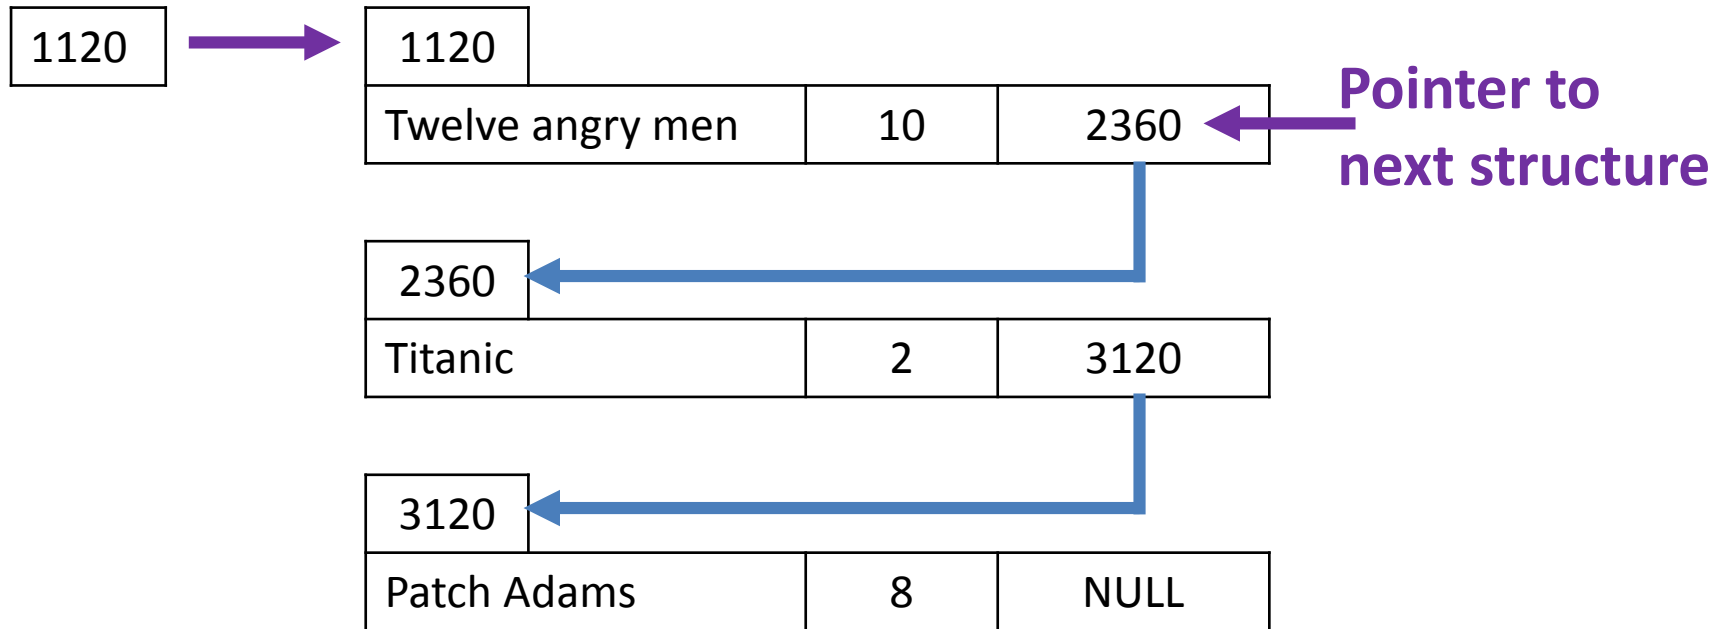 1120
1120
Twelve angry men 10 2360
Pointer to
next structure
2360
Titanic 2 3120
3120
Patch Adams 8 NULL